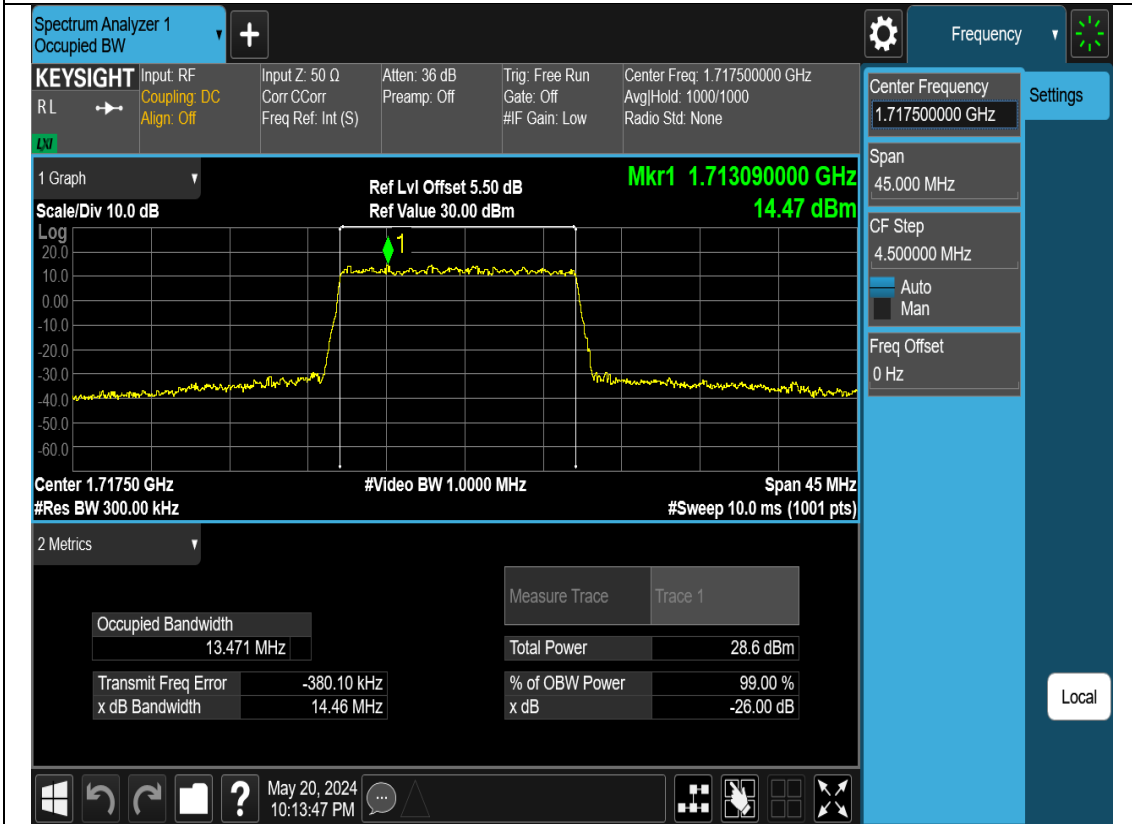 Spectrum Analyzer 1
Occupied BW
▼
+
Frequency
▼
KEYSIGHT
RL
LXI
Input: RF
Coupling: DC
Align: Off
Input Z: 50 Ω
Corr CCorr
Freq Ref: Int (S)
Atten: 36 dB
Preamp: Off
Trig: Free Run
Gate: Off
#IF Gain: Low
Center Freq: 1.717500000 GHz
Avg|Hold: 1000/1000
Radio Std: None
Center Frequency
1.717500000 GHz
Settings
Span
45.000 MHz
CF Step
4.500000 MHz
Auto
Man
Freq Offset
0 Hz
Local
1 Graph ▼
Scale/Div 10.0 dB
Ref Lvl Offset 5.50 dB
Ref Value 30.00 dBm
Mkr1 1.713090000 GHz
14.47 dBm
Log
1
20.0
10.0
0.00
-10.0
-20.0
-30.0
-40.0
-50.0
-60.0
Center 1.71750 GHz
#Video BW 1.0000 MHz
Span 45 MHz
#Res BW 300.00 kHz
#Sweep 10.0 ms (1001 pts)
2 Metrics ▼
Measure Trace Trace 1
Occupied Bandwidth
13.471 MHz
Total Power 28.6 dBm
Transmit Freq Error -380.10 kHz
% of OBW Power 99.00 %
x dB Bandwidth 14.46 MHz
x dB -26.00 dB
?
May 20, 2024
10:13:47 PM